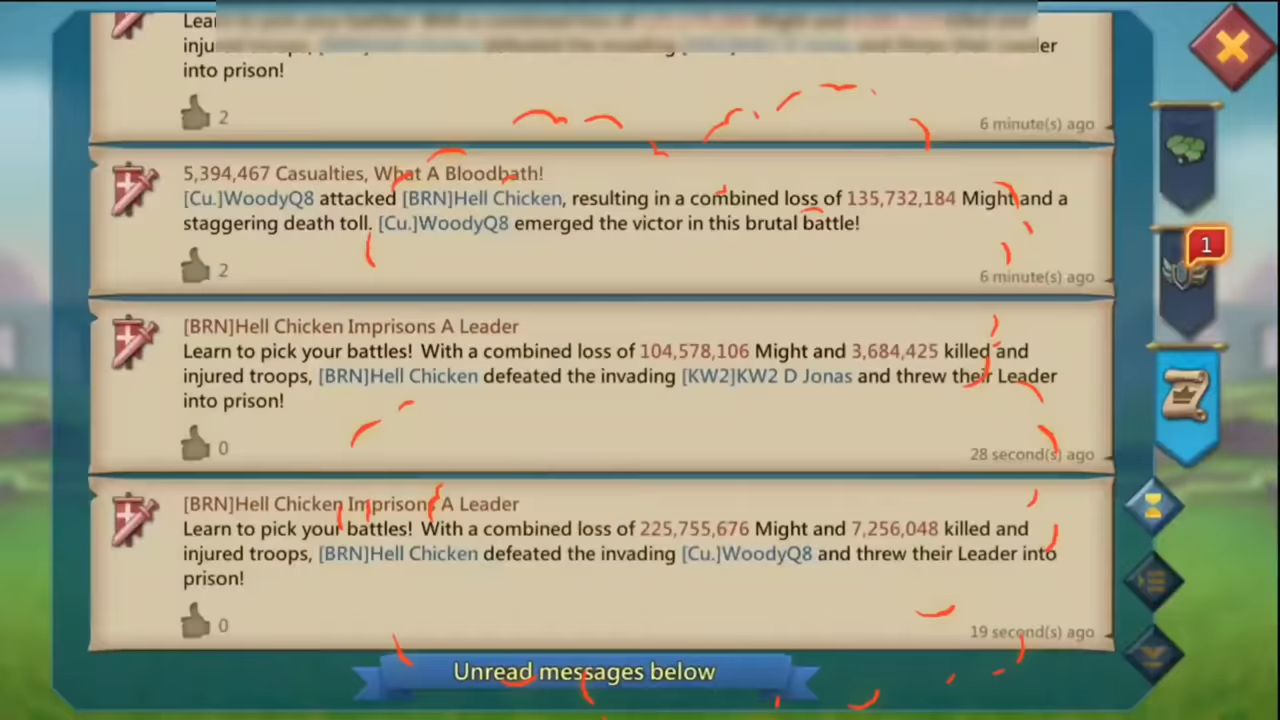 Lear
injured
er
into prison!
2
6 minute(s) ago
5,394,467 Casualties, What A Bloodbath!
[Cu.]WoodyQ8 attacked [BRN]Hell Chicken, resulting in a combined loss of 135,732,184 Might and a
staggering death toll. [Cu.]WoodyQ8 emerged the victor in this brutal battle!
2
6 minute(s) ago
[BRN]Hell Chicken Imprisons A Leader
Learn to pick your battles! With a combined loss of 104,578,106 Might and 3,684,425 killed and
injured troops, [BRN]Hell Chicken defeated the invading [KW2]KW2 D Jonas and threw their Leader
into prison!
0
28 second(s) ago
[BRN]Hell Chicken Imprisons A Leader
Learn to pick your battles! With a combined loss of 225,755,676 Might and 7,256,048 killed and
injured troops, [BRN]Hell Chicken defeated the invading [Cu.]WoodyQ8 and threw their Leader into
prison!
0
19 second(s) ago
Unread messages below
1